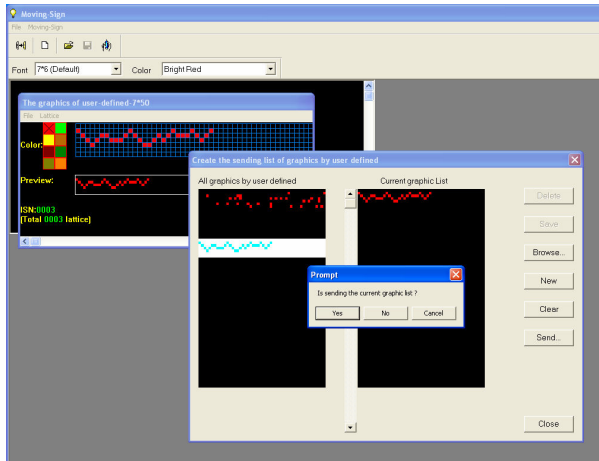 Moving Sign
File Moving-Sign
Font 7*6 (Default) Color Bright Red
The graphics of user-defined-7*50
File Lattice
Color:
Preview:
ISN:0003
(Total 0003 lattice)
Create the sending list of graphics by user defined
All graphics by user defined Current graphic List
Delete
Save
Browse...
New
Clear
Send...
Close
Prompt
Is sending the current graphic list ?
Yes No Cancel